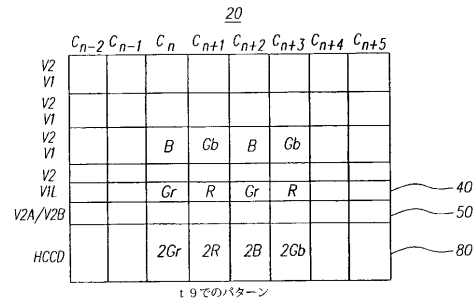 20
Cn-2 Cn-1 Cn Cn+1 Cn+2 Cn+3 Cn+4 Cn+5
V2
V1
V2
V1
V2
V1 B Gb B Gb
V2
V1L Gr R Gr R 40
V2A/V2B 50
HCCD 2Gr 2R 2B 2Gb 80
t9でのパターン